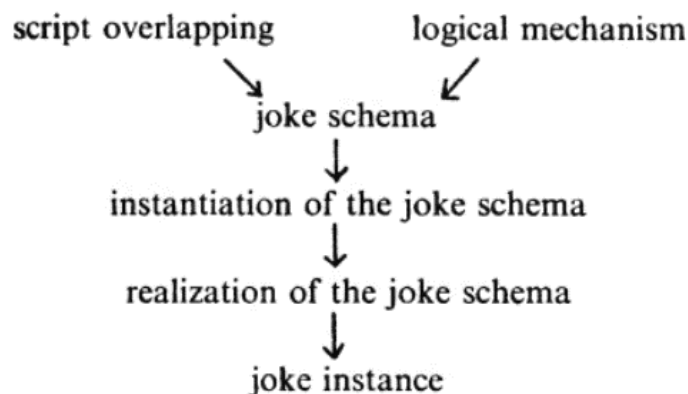 script overlapping logical mechanism
joke schema
instantiation of the joke schema
realization of the joke schema
joke instance